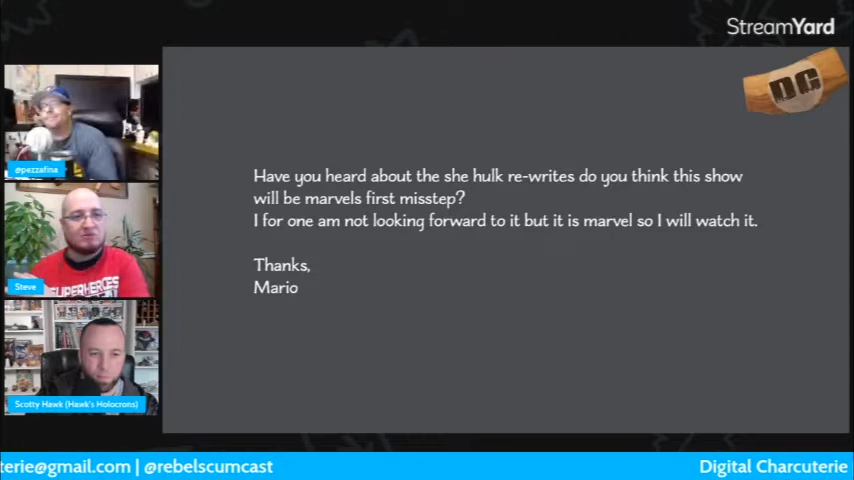 StreamYard
DG
@pezzafina
Have you heard about the she hulk re-writes do you think this show
will be marvels first misstep?
I for one am not looking forward to it but it is marvel so I will watch it.
Thanks,
Mario
SUPERHEROES
Steve
Scotty Hawk (Hawk's Holocrons)
terie@gmail.com | @rebelscumcast
Digital Charcuterie